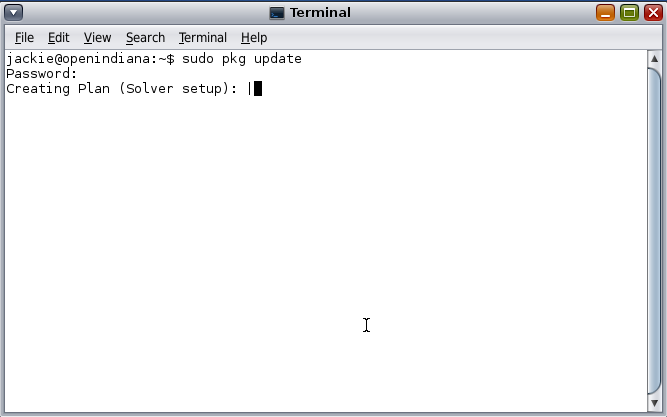 Terminal
File Edit View Search Terminal Help
jackie@openindiana:~$ sudo pkg update
Password:
Creating Plan (Solver setup): |